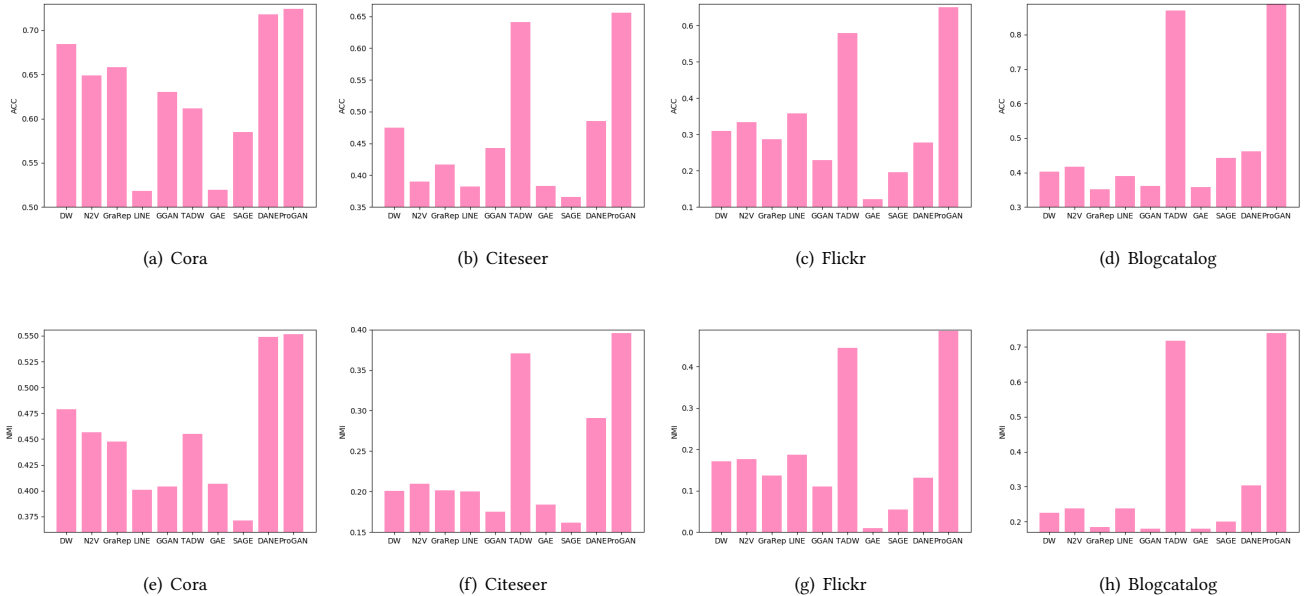 0.70
0.65
0.60
0.55
0.50
ACC
DW N2V GraRep LINE GGAN TADW GAE SAGE DANE ProGAN
(a) Cora
0.65
0.60
0.55
0.50
0.45
0.40
0.35
ACC
DW N2V GraRep LINE GGAN TADW GAE SAGE DANE ProGAN
(b) Citeseer
0.6
0.5
0.4
0.3
0.2
0.1
ACC
DW N2V GraRep LINE GGAN TADW GAE SAGE DANE ProGAN
(c) Flickr
0.8
0.7
0.6
0.5
0.4
0.3
ACC
DW N2V GraRep LINE GGAN TADW GAE SAGE DANE ProGAN
(d) Blogcatalog
0.550
0.525
0.500
0.475
0.450
0.425
0.400
0.375
NMI
DW N2V GraRep LINE GGAN TADW GAE SAGE DANE ProGAN
(e) Cora
0.40
0.35
0.30
0.25
0.20
0.15
NMI
DW N2V GraRep LINE GGAN TADW GAE SAGE DANE ProGAN
(f) Citeseer
0.4
0.3
0.2
0.1
0.0
NMI
DW N2V GraRep LINE GGAN TADW GAE SAGE DANE ProGAN
(g) Flickr
0.7
0.6
0.5
0.4
0.3
0.2
NMI
DW N2V GraRep LINE GGAN TADW GAE SAGE DANE ProGAN
(h) Blogcatalog